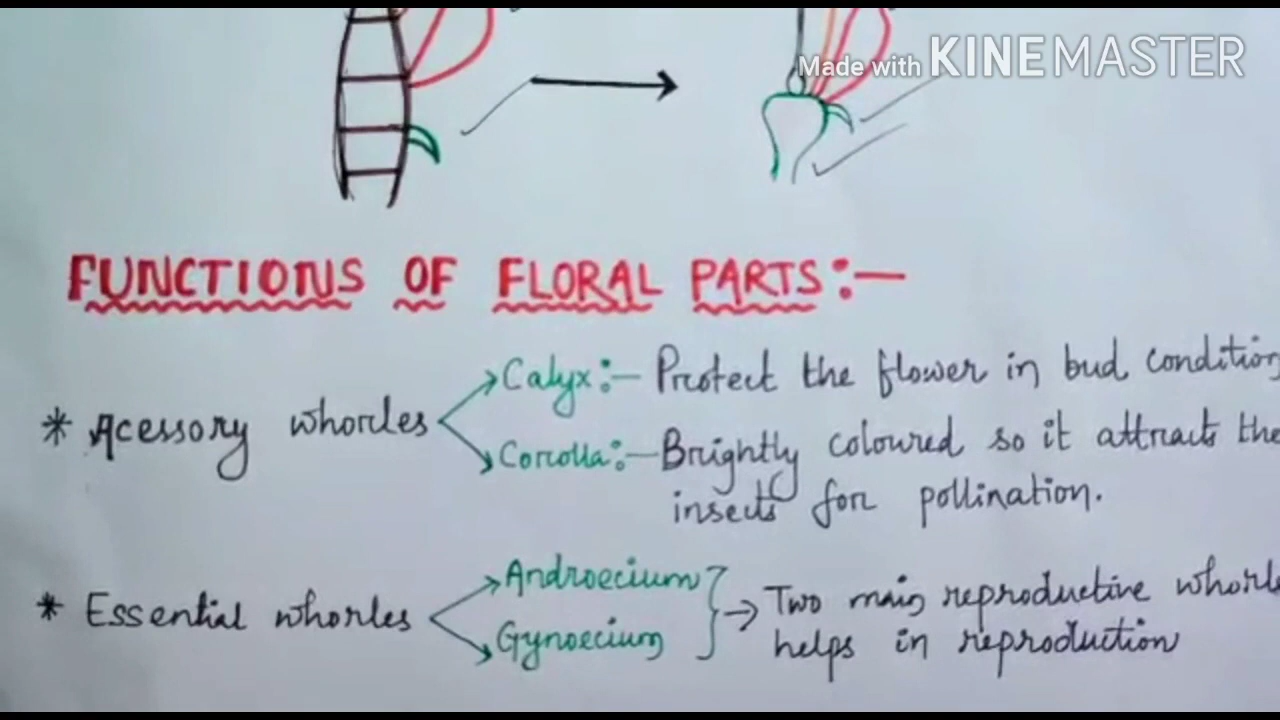 Made with KINEMASTER
FUNCTIONS OF FLORAL PARTS:-
* Acessory whorles
Calyx:- Protect the flower in bud condition
Corolla:- Brightly coloured so it attracts the
insects for pollination.
* Essential whorles
Androecium
Gynoecium
Two main reproductive whorls
helps in reproduction